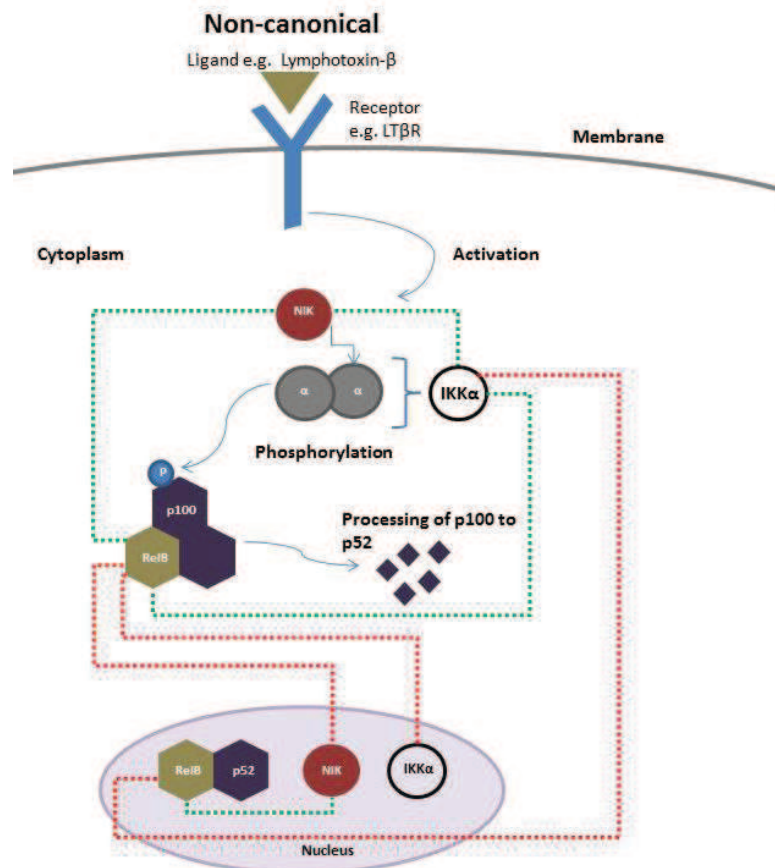 Non-canonical
Ligand e.g. Lymphotoxin-β
Receptor
e.g. LTβR
Membrane
Cytoplasm
Activation
NIK
α
α
IKKα
Phosphorylation
P
p100
RelB
Processing of p100 to
p52
RelB
p52
NIK
IKKα
Nucleus